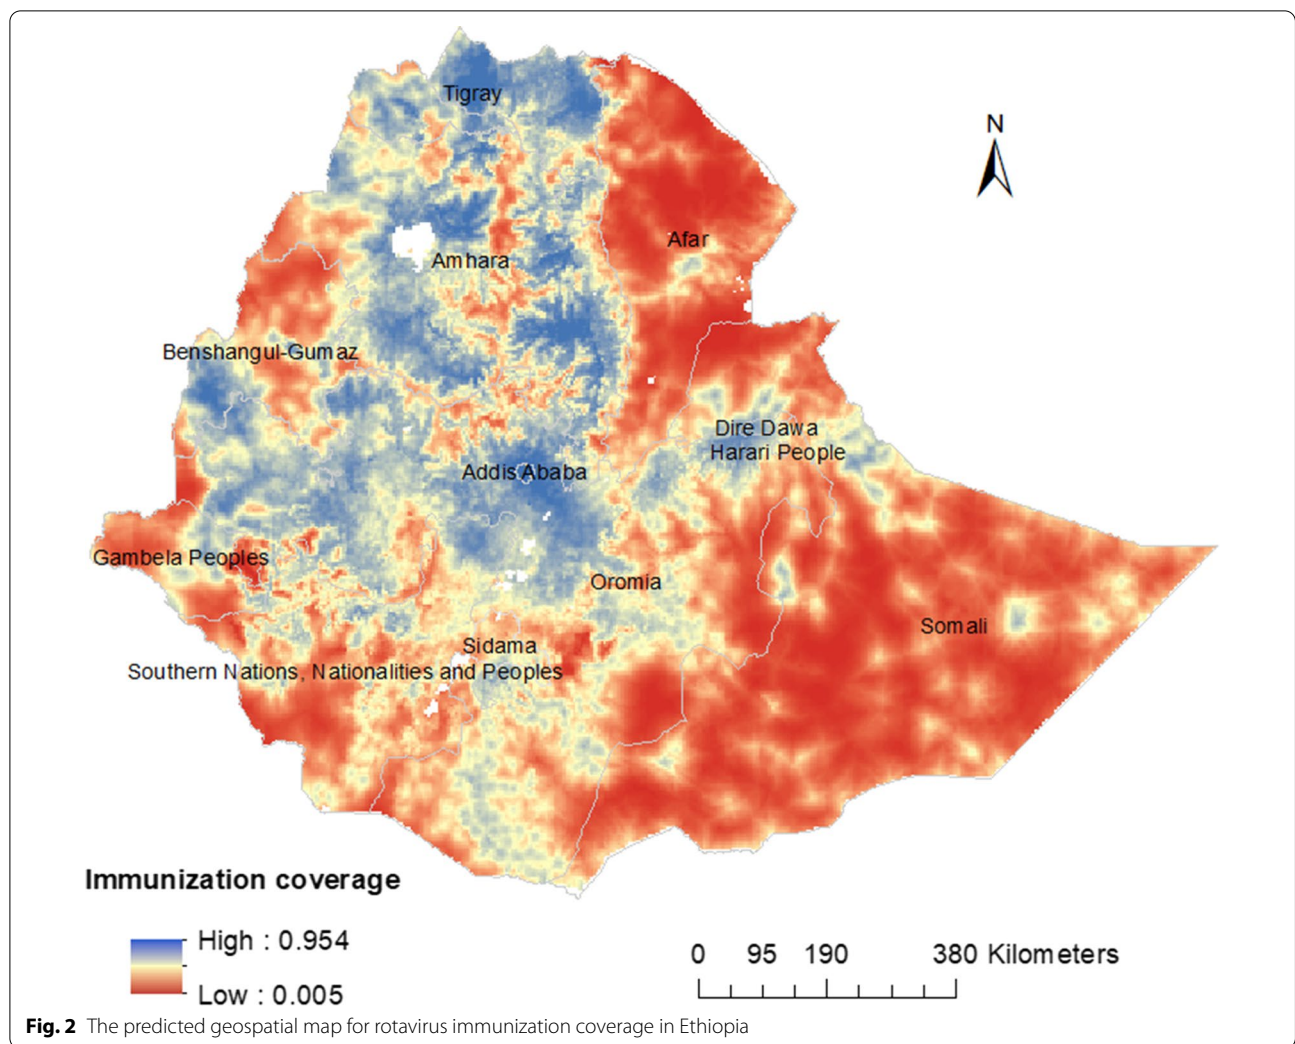 Tigray
N
Afar
Amhara
Benshangul-Gumaz
Dire Dawa
Harari People
Addis Ababa
Gambela Peoples
Oromia
Somali
Sidama
Southern Nations, Nationalities and Peoples
Immunization coverage
High : 0.954
Low : 0.005
0 95 190 380 Kilometers
Fig. 2 The predicted geospatial map for rotavirus immunization coverage in Ethiopia